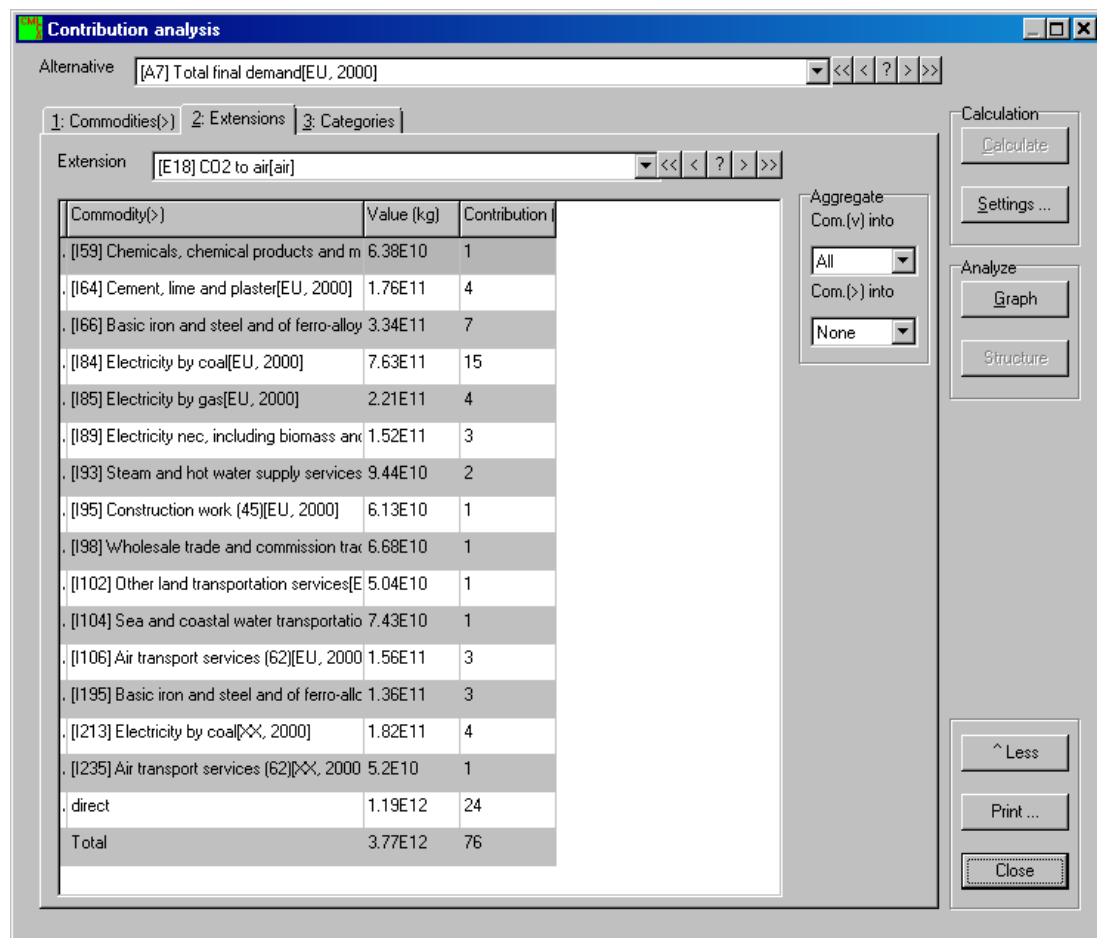 CML
Contribution analysis
Alternative [A7] Total final demand[EU, 2000] << < ? > >>
1: Commodities(>) 2: Extensions 3: Categories
Extension [E18] CO2 to air[air] << < ? > >>
Commodity(>) Value (kg) Contribution (
. [I59] Chemicals, chemical products and m 6.38E10 1
. [I64] Cement, lime and plaster[EU, 2000] 1.76E11 4
. [I66] Basic iron and steel and of ferro-alloy 3.34E11 7
. [I84] Electricity by coal[EU, 2000] 7.63E11 15
. [I85] Electricity by gas[EU, 2000] 2.21E11 4
. [I89] Electricity nec, including biomass and 1.52E11 3
. [I93] Steam and hot water supply services 9.44E10 2
. [I95] Construction work (45)[EU, 2000] 6.13E10 1
. [I98] Wholesale trade and commission trad 6.68E10 1
. [I102] Other land transportation services[E 5.04E10 1
. [I104] Sea and coastal water transportatio 7.43E10 1
. [I106] Air transport services (62)[EU, 2000 1.56E11 3
. [I195] Basic iron and steel and of ferro-allo 1.36E11 3
. [I213] Electricity by coal[XX, 2000] 1.82E11 4
. [I235] Air transport services (62)[XX, 2000 5.2E10 1
. direct 1.19E12 24
Total 3.77E12 76
Aggregate
Com.(v) into
All
Com.(>) into
None
Calculation
Calculate
Settings ...
Analyze
Graph
Structure
^ Less
Print ...
Close